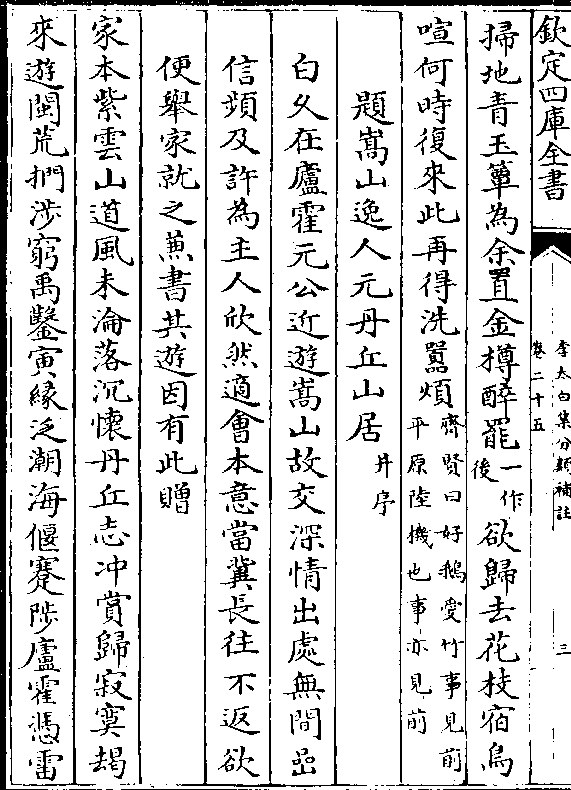 欽定四庫全書
李太白集分類補註
卷二十五
三
掃地青玉簟為余置金樽醉罷一作後欲歸去花枝宿鳥
喧何時復來此再得洗囂煩齊賢曰好鵝愛竹事見前平原陸機也事亦見前
題嵩山逸人元丹丘山居并序
白久在廬霍元公近遊嵩山故交深情出處無間嵒
信頻及許為主人欣然適會本意當冀長往不返欲
便舉家就之兼書共遊因有此贈
家本紫雲山道風未淪落沉懷丹丘志冲賞歸寂寞朅
來遊閩荒捫涉窮禹鑿寅緣泛潮海偃蹇陟廬霍憑雷